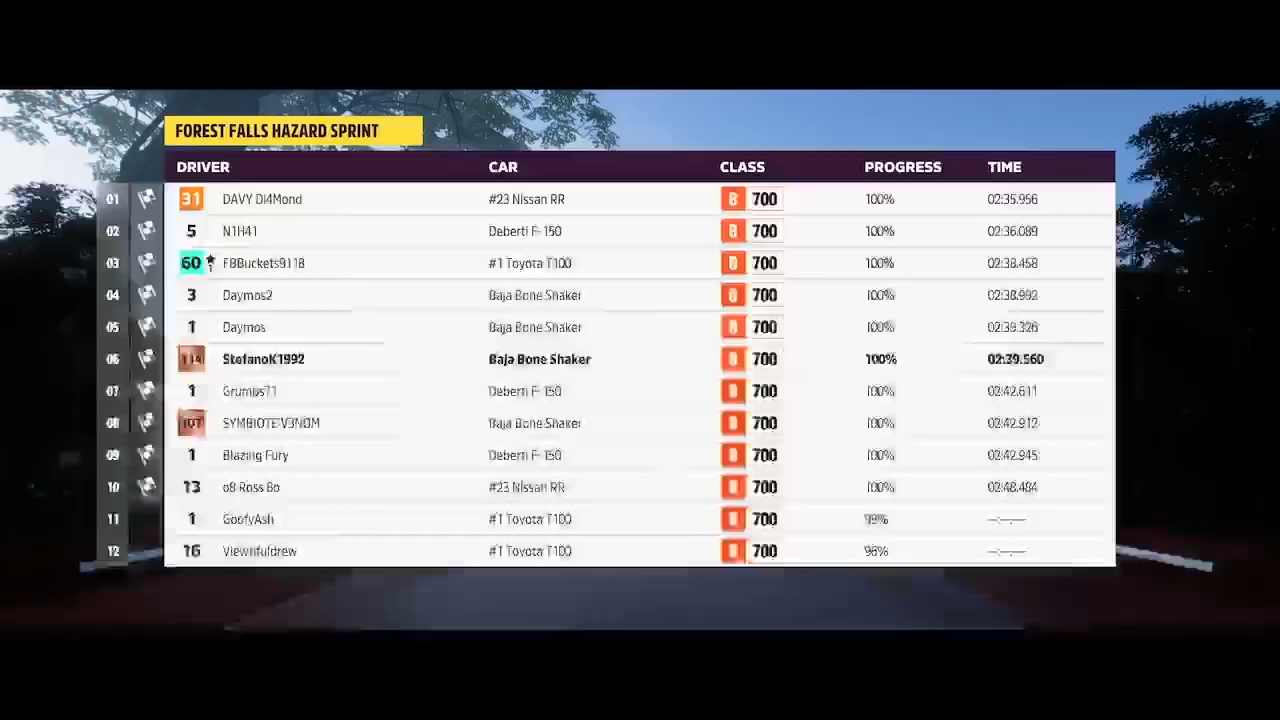 FOREST FALLS HAZARD SPRINT
DRIVER CAR CLASS PROGRESS TIME
01 31 DAVY DI4Mond #23 Nissan RR B 700 100% 02:35.956
02 5 N1H41 Deberti F-150 B 700 100% 02:36.089
03 60 FBBuckets9118 #1 Toyota T100 B 700 100% 02:38.458
04 3 Daymos2 Baja Bone Shaker B 700 100% 02:38.992
05 1 Daymos Baja Bone Shaker B 700 100% 02:39.326
06 114 StefanoK1992 Baja Bone Shaker B 700 100% 02:39.560
07 1 Grumpus71 Deberti F-150 B 700 100% 02:42.611
08 107 SYMBIOTE-V3N0M Baja Bone Shaker B 700 100% 02:42.912
09 1 Blazing Fury Deberti F-150 B 700 100% 02:42.945
10 13 o8 Ross 8o #23 Nissan RR B 700 100% 02:48.484
11 1 GoofyAsh #1 Toyota T100 B 700 99% --:--.---
12 16 #1 Toyota T100 B 700 98% --:--.---